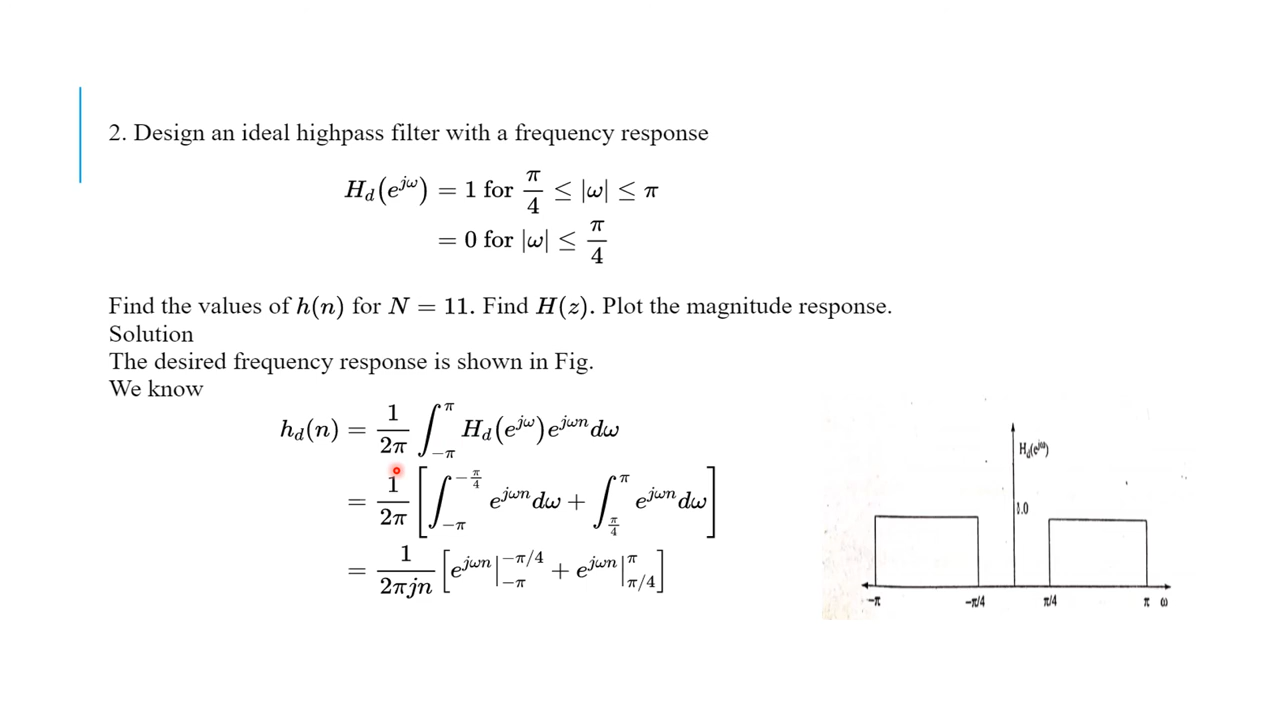 2. Design an ideal highpass filter with a frequency response
H_d(e^{jω}) = 1 for π/4 ≤ |ω| ≤ π
= 0 for |ω| ≤ π/4
Find the values of h(n) for N = 11. Find H(z). Plot the magnitude response.
Solution
The desired frequency response is shown in Fig.
We know
h_d(n) = 1/2π ∫_{-π}^{π} H_d(e^{jω})e^{jωn}dω
= 1/2π [∫_{-π}^{-π/4} e^{jωn}dω + ∫_{π/4}^{π} e^{jωn}dω]
= 1/2πjn [e^{jωn}|_{-π}^{-π/4} + e^{jωn}|_{π/4}^{π}]
H_d(e^{jω})
1.0
-π -π/4 π/4 π ω